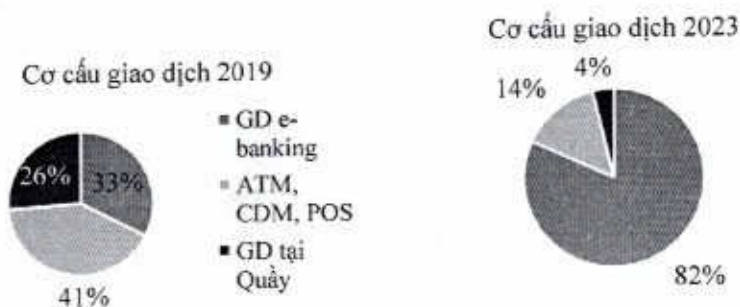 Cơ cấu giao dịch 2019
26%
33%
41%
GD e-
banking
ATM,
CDM, POS
GD tại
Quầy
Cơ cấu giao dịch 2023
14%
4%
82%